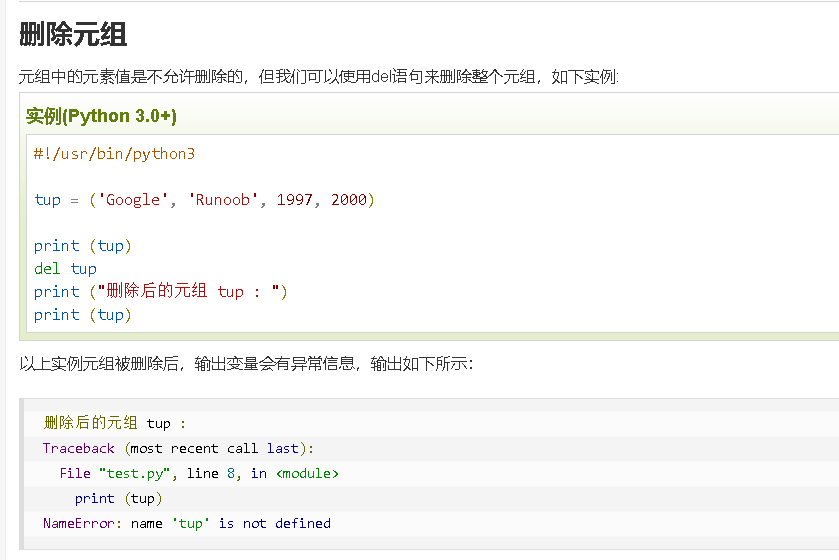 删除元组
元组中的元素值是不允许删除的，但我们可以使用del语句来删除整个元组，如下实例:
实例(Python 3.0+)
#!/usr/bin/python3
tup = ('Google', 'Runoob', 1997, 2000)
print (tup)
del tup
print ("删除后的元组 tup : ")
print (tup)
以上实例元组被删除后，输出变量会有异常信息，输出如下所示：
删除后的元组 tup :
Traceback (most recent call last):
File "test.py", line 8, in <module>
print (tup)
NameError: name 'tup' is not defined